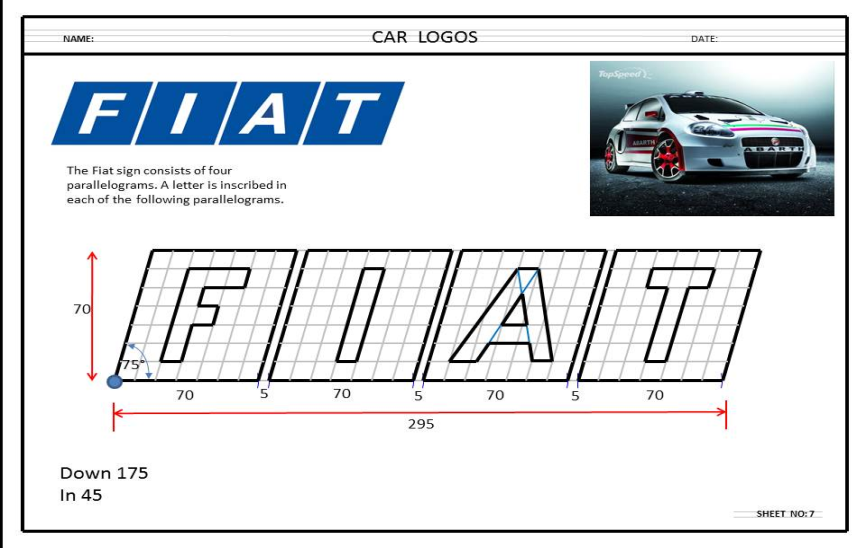 NAME:
CAR LOGOS
DATE:
FIAT
TopSpeed
ABARTH
ABARTH
The Fiat sign consists of four
parallelograms. A letter is inscribed in
each of the following parallelograms.
FIAT
70
75°
70 5 70 5 70 5 70
295
Down 175
In 45
SHEET NO: 7